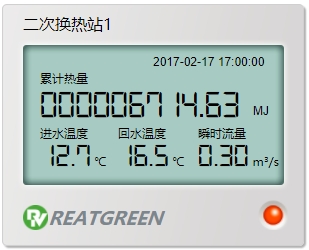 二次换热站1
2017-02-17 17:00:00
累计热量
0000067 14.63 MJ
进水温度 回水温度 瞬时流量
12.7 ℃ 16.5 ℃ 0.30 m³/s
REATGREEN